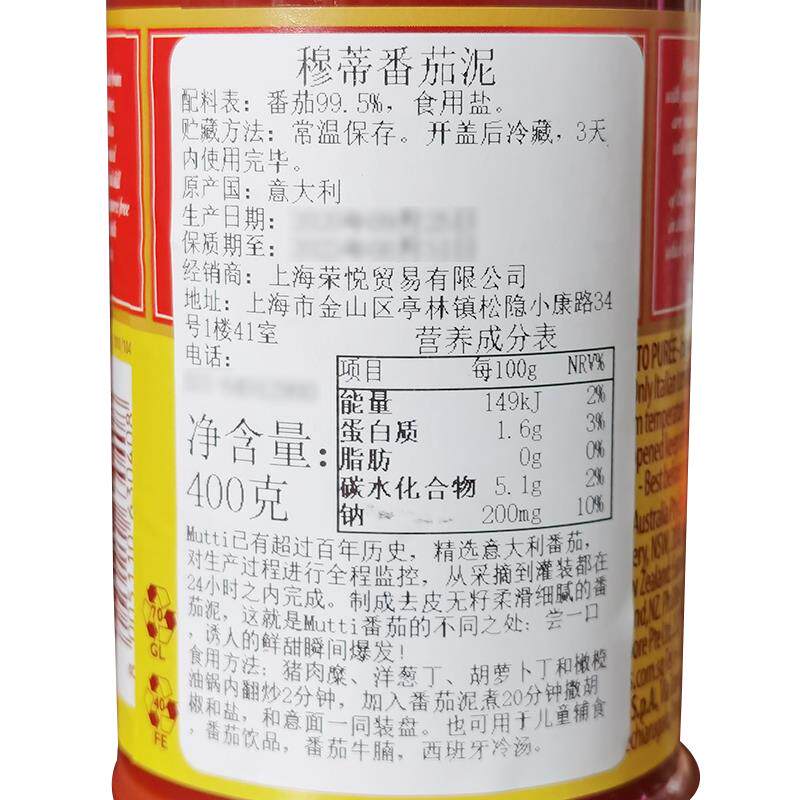 穆蒂番茄泥
配料表：番茄99.5%，食用盐。
贮藏方法：常温保存。开盖后冷藏，3天
内使用完毕。
原产国：意大利
生产日期：
保质期至：
经销商：上海荣悦贸易有限公司
地址：上海市金山区亭林镇松隐小康路34
号1楼41室
电话：
净含量：
400克
营养成分表
项目 每100g NRV%
能量 149kJ 2%
蛋白质 1.6g 3%
脂肪 0g 0%
碳水化合物 5.1g 2%
钠 200mg 10%
Mutti已有超过百年历史，精选意大利番茄，
对生产过程进行全程监控，从采摘到灌装都在
24小时之内完成。制成去皮无籽柔滑细腻的番
茄泥，这就是Mutti番茄的不同之处：尝一口
，诱人的鲜甜瞬间爆发！
食用方法：猪肉糜、洋葱丁、胡萝卜丁和橄榄
油锅内翻炒2分钟，加入番茄泥煮20分钟撒胡
椒和盐，和意面一同装盘。也可用于儿童辅食
，番茄饮品，番茄牛腩，西班牙冷汤。
70
GL
40
FE
TO PUREE
only Italian
temperatur
- Best be
Australia
NSW
Zealand